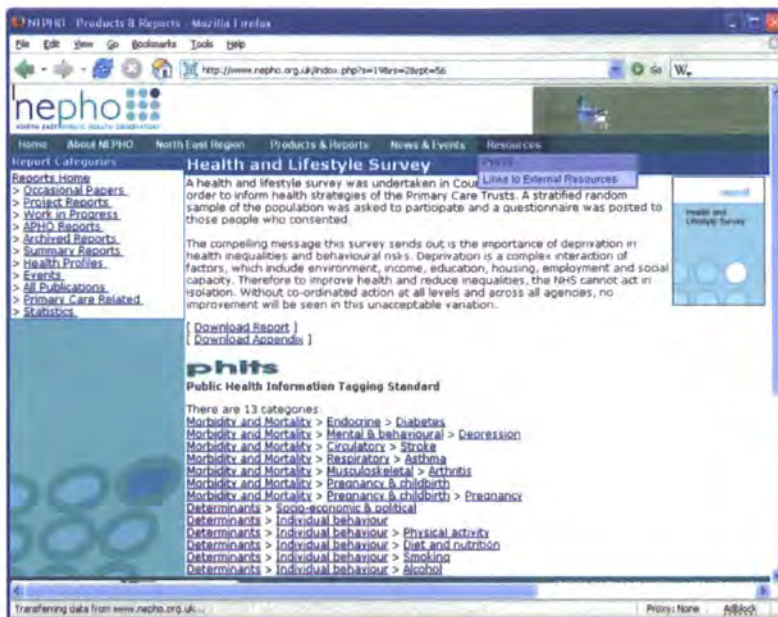 NEPHO Products & Reports Mozilla Firefox
File Edit View Go Bookmarks Tools Help
http://www.nepho.org.uk/index.php?s=19&rs=2&rpt=56 Go
nepho
NORTH EAST PUBLIC HEALTH OBSERVATORY
Home About NEPHO North East Region Products & Reports News & Events Resources
Links to External Resources
Report Categories
Reports Home
> Occasional Papers
> Project Reports
> Work in Progress
> APHO Reports
> Archived Reports
> Summary Reports
> Health Profiles
> Events
> All Publications
> Primary Care Related
> Statistics
Health and Lifestyle Survey
A health and lifestyle survey was undertaken in
order to inform health strategies of the Primary Care Trusts. A stratified random
sample of the population was asked to participate and a questionnaire was posted to
those people who consented.
The compelling message this survey sends out is the importance of deprivation in
health inequalities and behavioural risks. Deprivation is a complex interaction of
factors, which include environment, income, education, housing, employment and social
capacity. Therefore to improve health and reduce inequalities, the NHS cannot act in
isolation. Without co-ordinated action at all levels and across all agencies, no
improvement will be seen in this unacceptable variation.
[ Download Report ]
[ Download Appendix ]
Health and
Lifestyle Survey
phits
Public Health Information Tagging Standard
There are 13 categories
Morbidity and Mortality > Endocrine > Diabetes
Morbidity and Mortality > Mental & behavioural > Depression
Morbidity and Mortality > Circulatory > Stroke
Morbidity and Mortality > Respiratory > Asthma
Morbidity and Mortality > Musculoskeletal > Arthritis
Morbidity and Mortality > Pregnancy & childbirth
Morbidity and Mortality > Pregnancy & childbirth > Pregnancy
Determinants > Socio-economic & political
Determinants > Individual behaviour
Determinants > Individual behaviour > Physical activity
Determinants > Individual behaviour > Diet and nutrition
Determinants > Individual behaviour > Smoking
Determinants > Individual behaviour > Alcohol
Transferring data from www.nepho.org.uk... Proxy: None Adblock